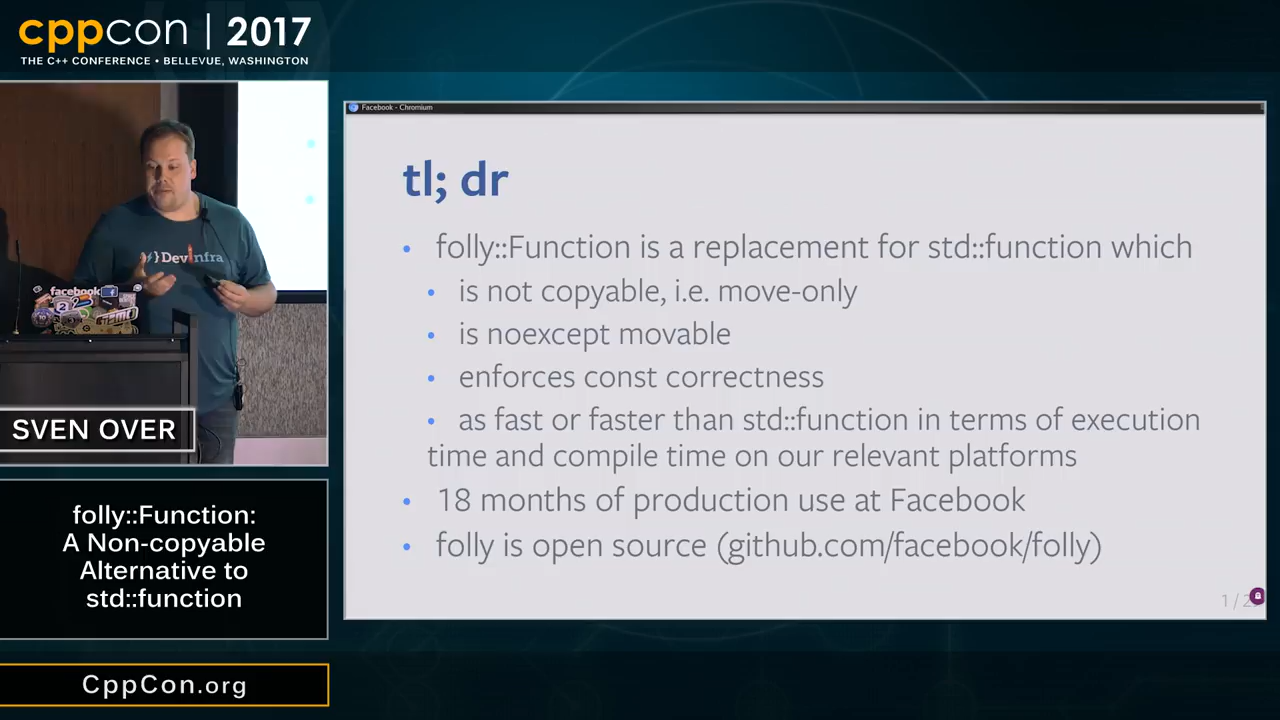 cppcon | 2017
THE C++ CONFERENCE • BELLEVUE, WASHINGTON
Facebook - Chromium
tl; dr
• folly::Function is a replacement for std::function which
• is not copyable, i.e. move-only
• is noexcept movable
• enforces const correctness
• as fast or faster than std::function in terms of execution
time and compile time on our relevant platforms
• 18 months of production use at Facebook
• folly is open source (github.com/facebook/folly)
1 /
DevInfra
facebook
SVEN OVER
folly::Function:
A Non-copyable
Alternative to
std::function
CppCon.org